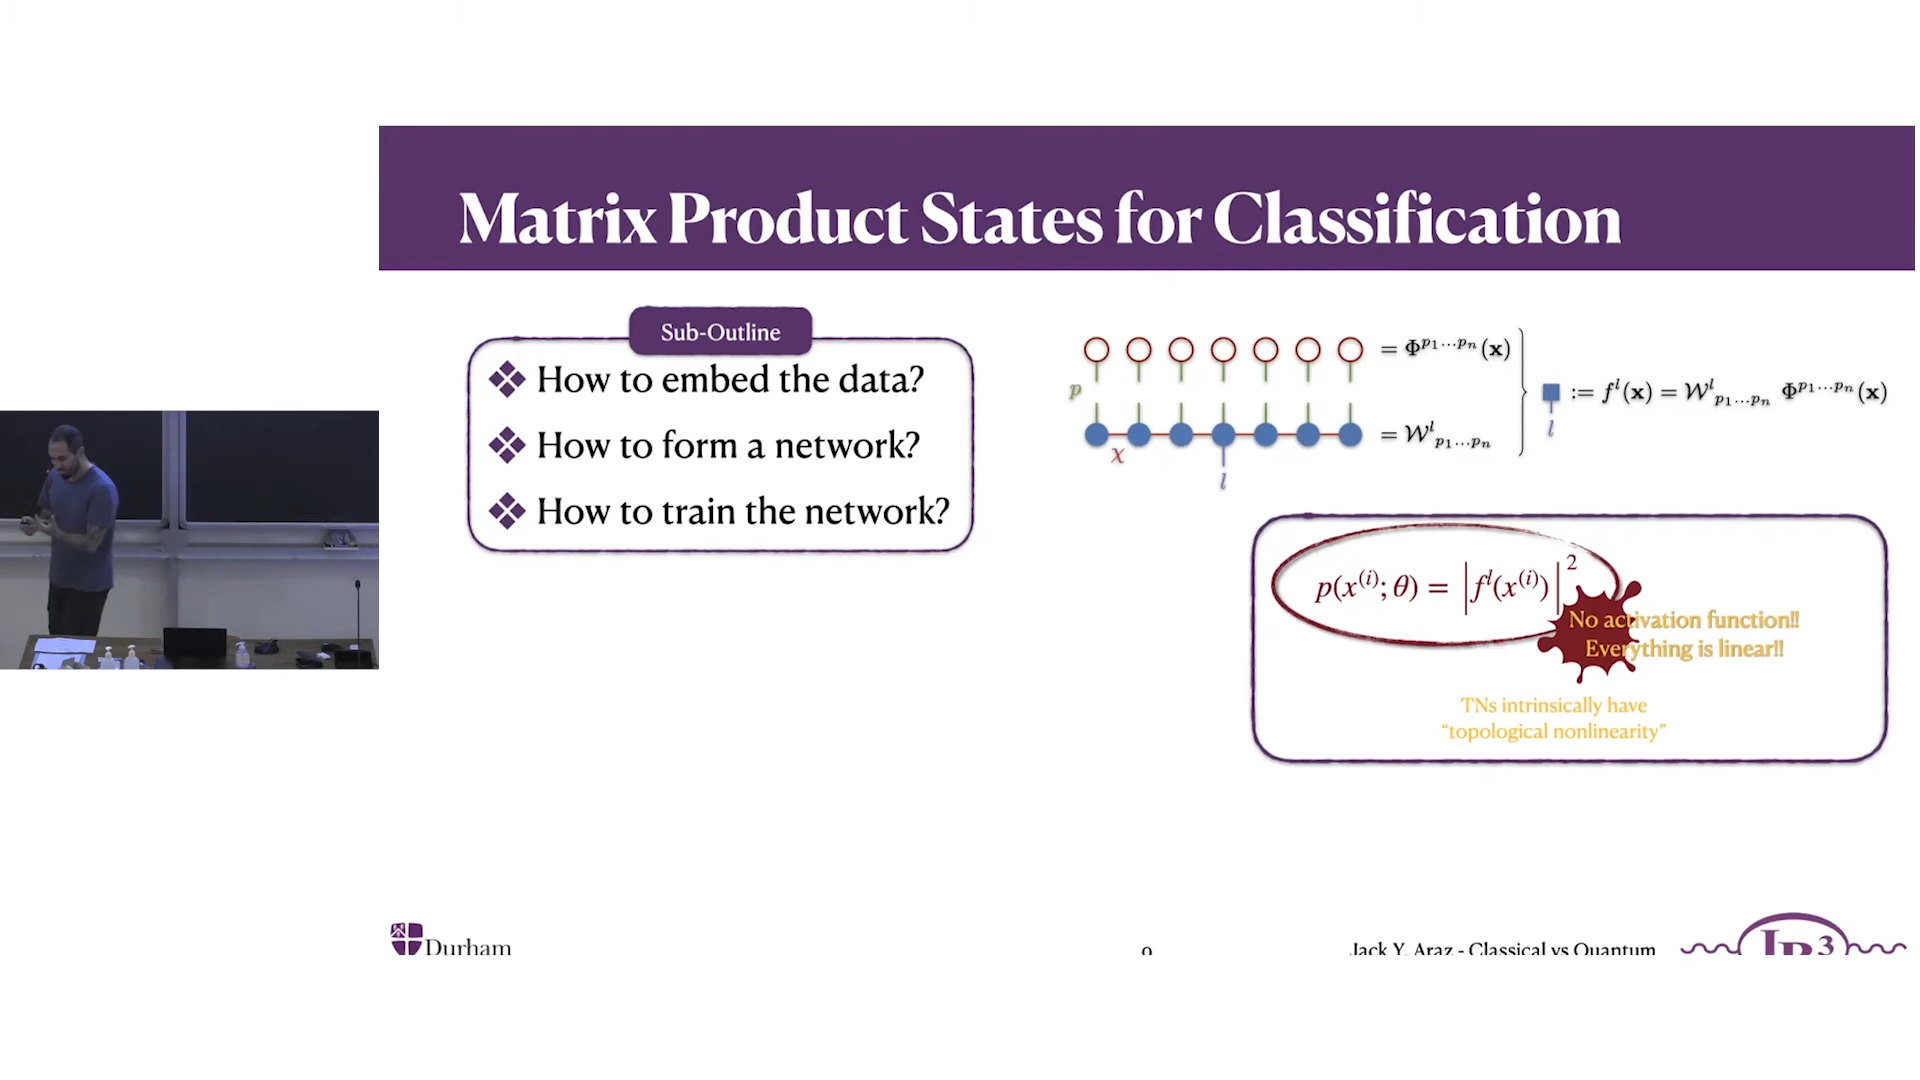 Matrix Product States for Classification
Sub-Outline
❖ How to embed the data?
❖ How to form a network?
❖ How to train the network?
p
= Φ^{p₁⋯pₙ}(𝐱)
χ
l
= 𝒲^l_{p₁⋯pₙ}
l
:= f^l(𝐱) = 𝒲^l_{p₁⋯pₙ} Φ^{p₁⋯pₙ}(𝐱)
p(x^{(i)}; θ) = |f^l(x^{(i)})|²
No activation function!!
Everything is linear!!
TNs intrinsically have
“topological nonlinearity”
Durham
9
Jack Y. Araz - Classical vs Quantum
IP3